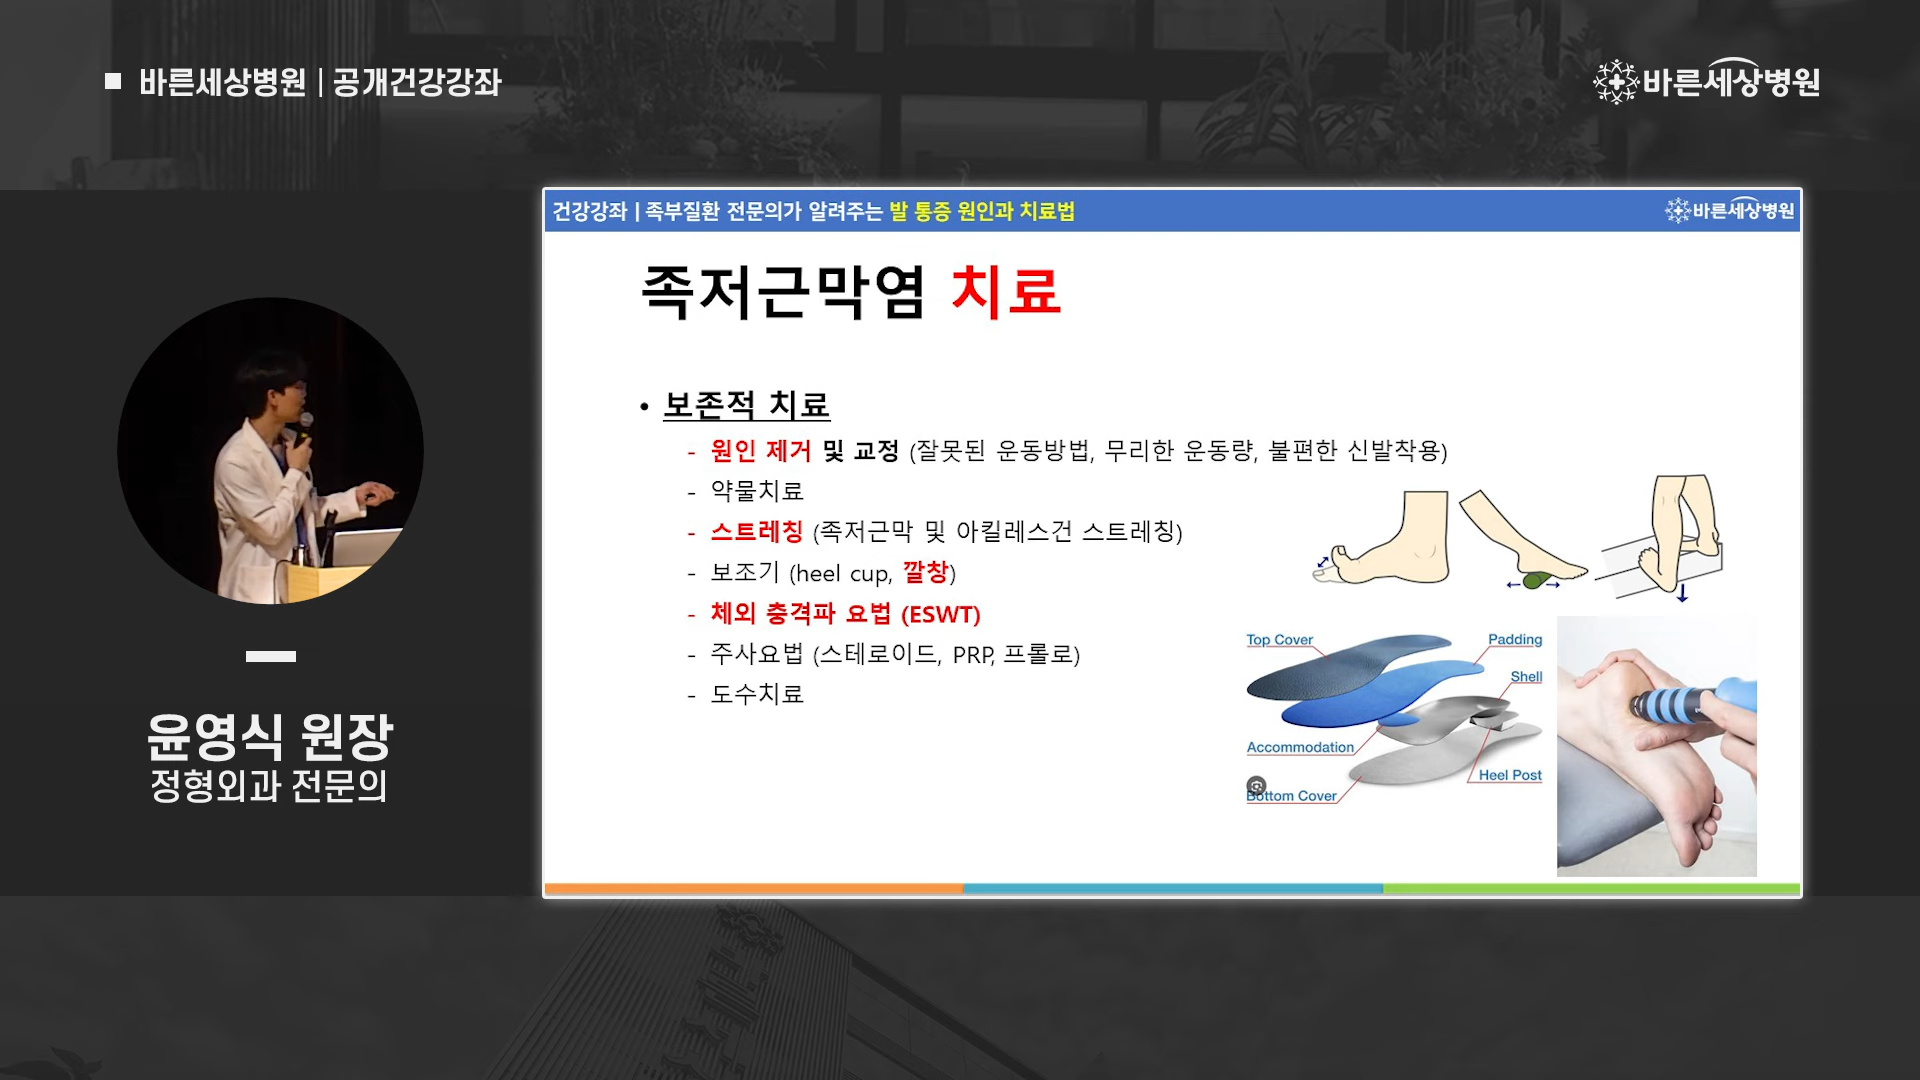 바른세상병원 | 공개건강강좌
바른세상병원
건강강좌 | 족부질환 전문의가 알려주는 발 통증 원인과 치료법
바른세상병원
족저근막염 치료
• 보존적 치료
- 원인 제거 및 교정 (잘못된 운동방법, 무리한 운동량, 불편한 신발착용)
- 약물치료
- 스트레칭 (족저근막 및 아킬레스건 스트레칭)
- 보조기 (heel cup, 깔창)
- 체외 충격파 요법 (ESWT)
- 주사요법 (스테로이드, PRP, 프롤로)
- 도수치료
Top Cover
Padding
Shell
Accommodation
Heel Post
Bottom Cover
윤영식 원장
정형외과 전문의